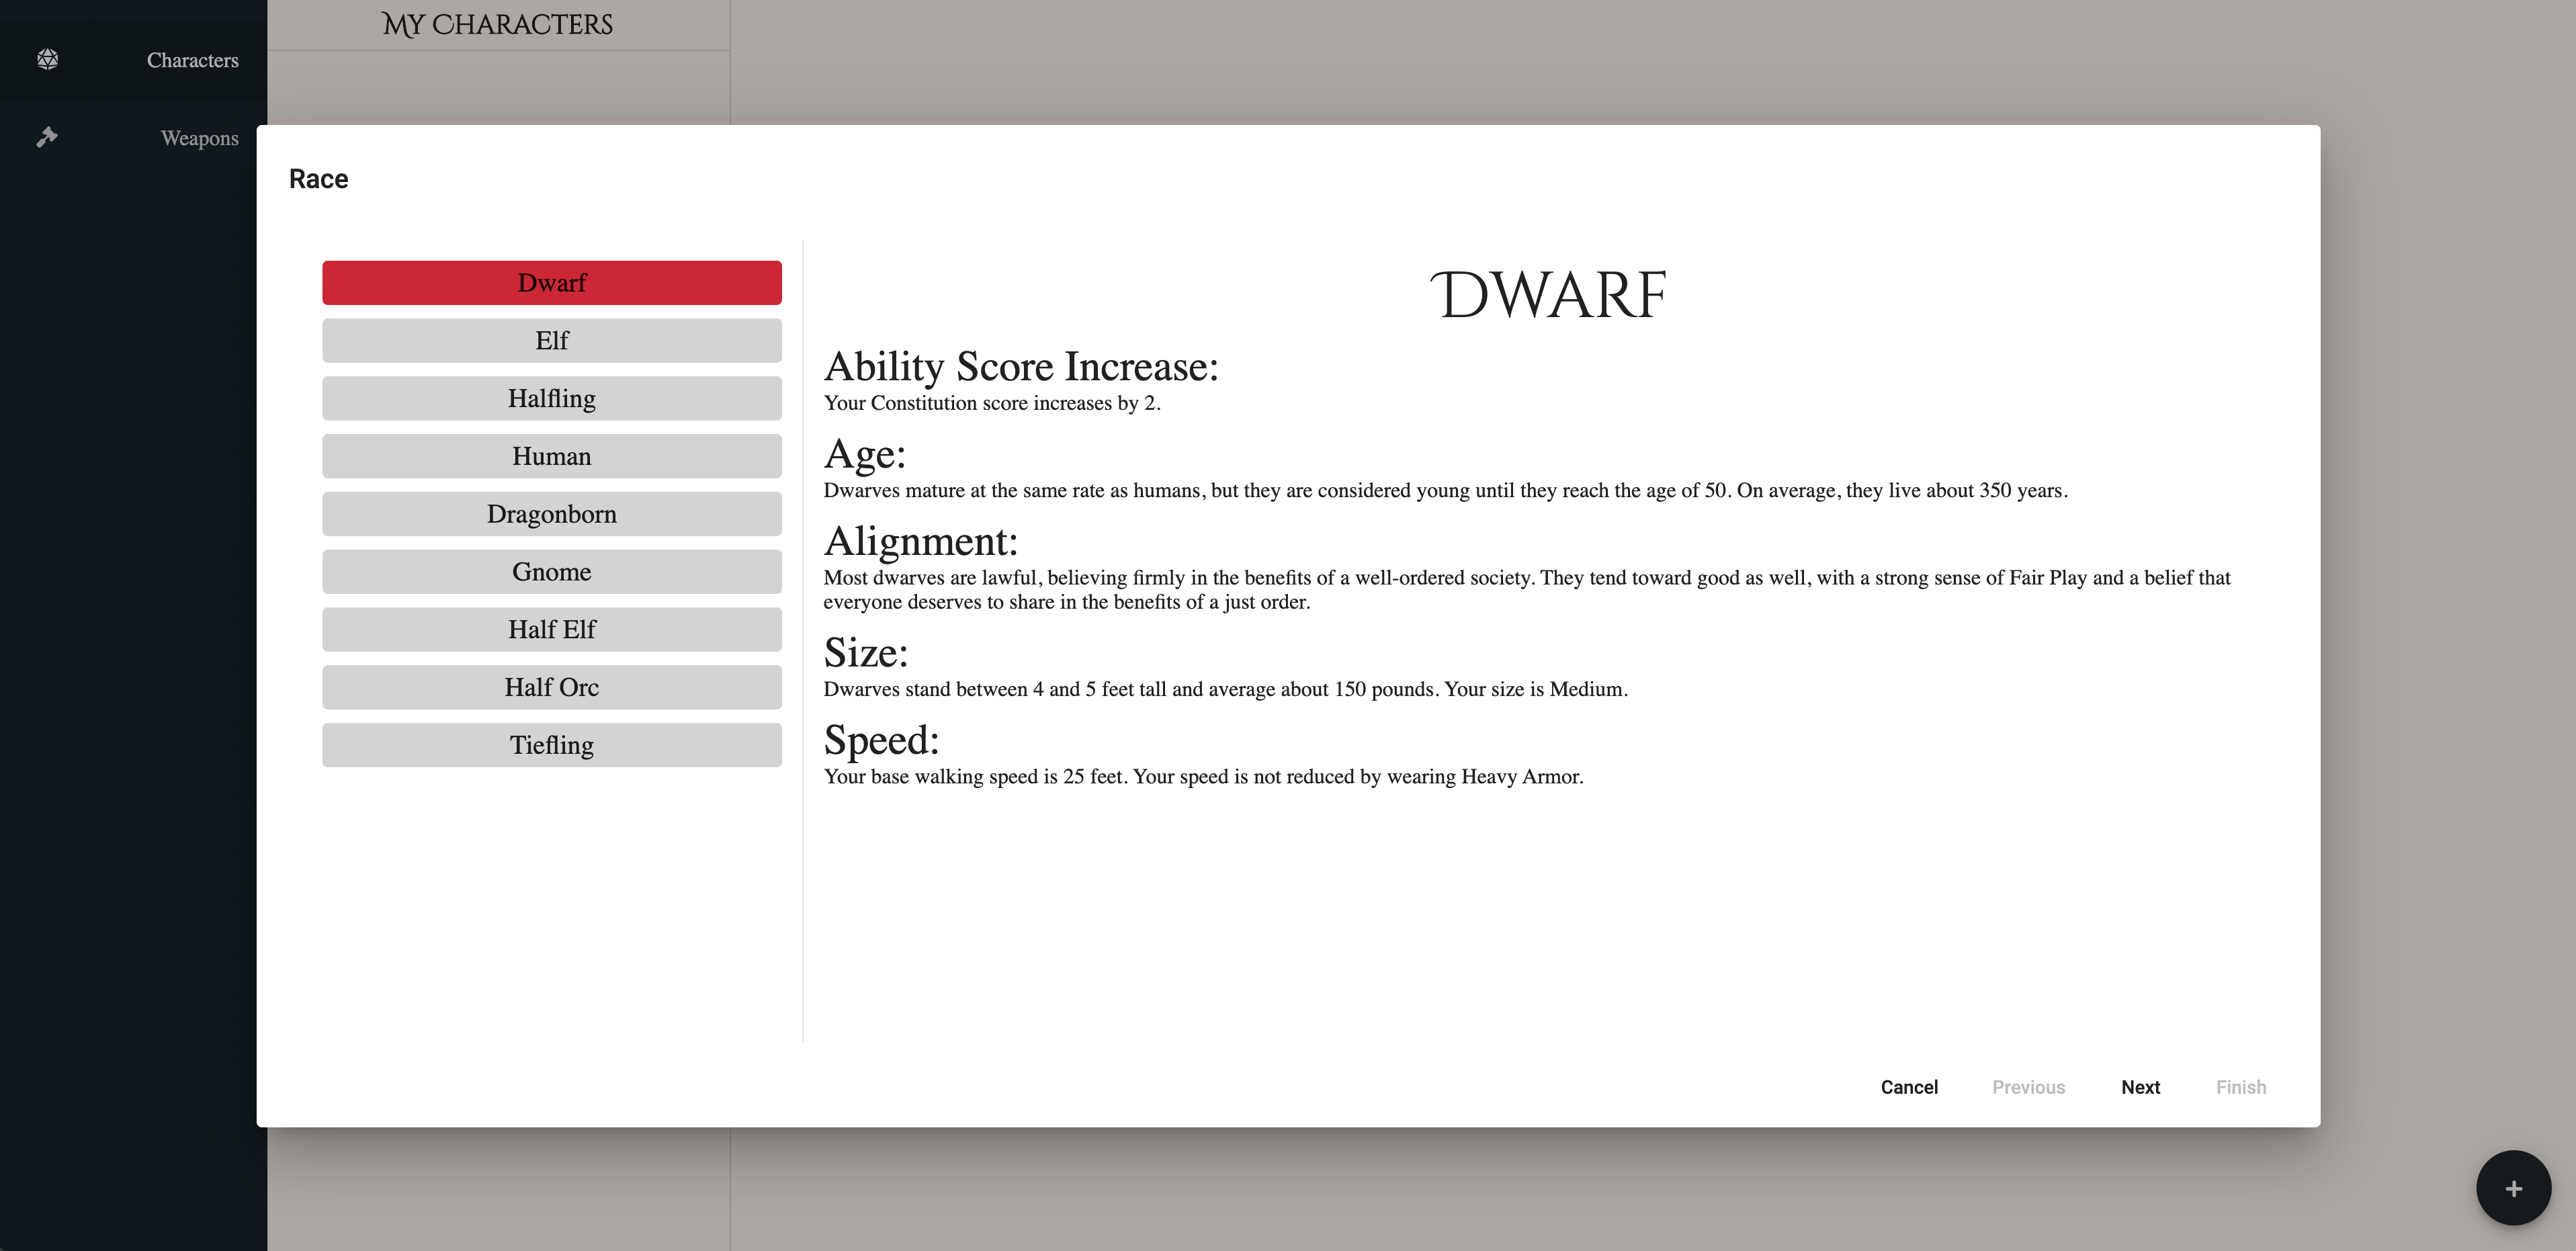 Characters
Weapons
My Characters
Race
Dwarf
Elf
Halfling
Human
Dragonborn
Gnome
Half Elf
Half Orc
Tiefling
Dwarf
Ability Score Increase:
Your Constitution score increases by 2.
Age:
Dwarves mature at the same rate as humans, but they are considered young until they reach the age of 50. On average, they live about 350 years.
Alignment:
Most dwarves are lawful, believing firmly in the benefits of a well-ordered society. They tend toward good as well, with a strong sense of Fair Play and a belief that
everyone deserves to share in the benefits of a just order.
Size:
Dwarves stand between 4 and 5 feet tall and average about 150 pounds. Your size is Medium.
Speed:
Your base walking speed is 25 feet. Your speed is not reduced by wearing Heavy Armor.
Cancel
Previous
Next
Finish
+